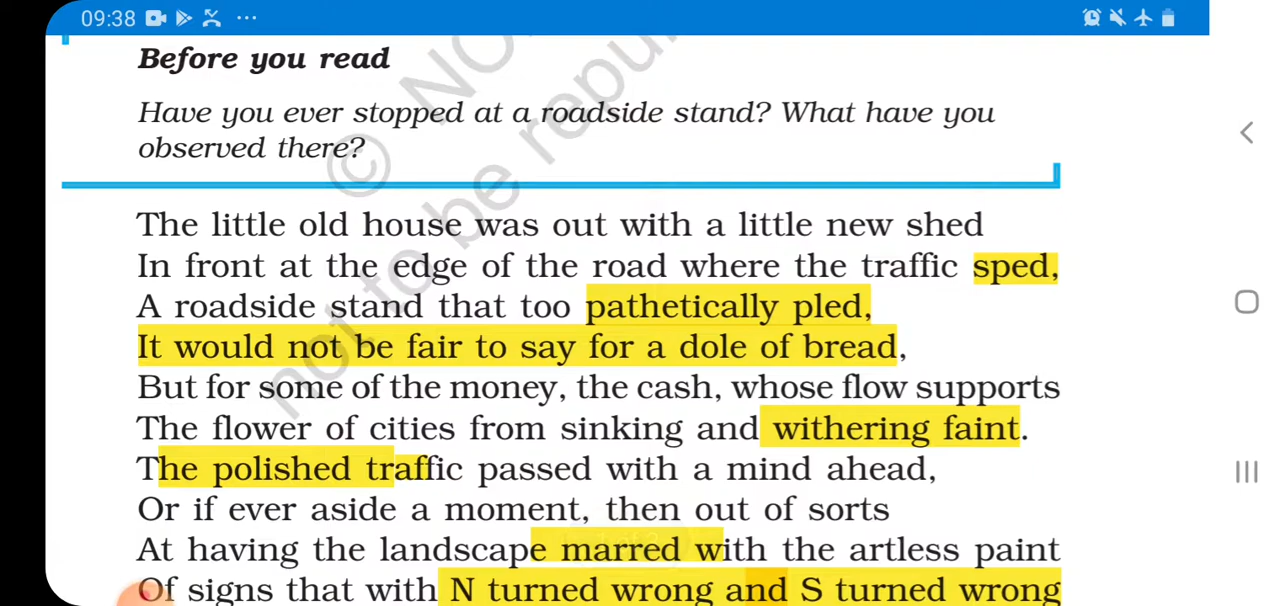 09:38
Before you read
Have you ever stopped at a roadside stand? What have you
observed there?
© NO
not to be republ
The little old house was out with a little new shed
In front at the edge of the road where the traffic sped,
A roadside stand that too pathetically pled,
It would not be fair to say for a dole of bread,
But for some of the money, the cash, whose flow supports
The flower of cities from sinking and withering faint.
The polished traffic passed with a mind ahead,
Or if ever aside a moment, then out of sorts
At having the landscape marred with the artless paint
Of signs that with N turned wrong and S turned wrong